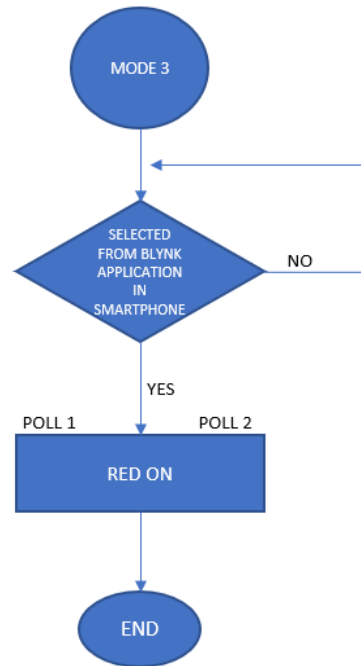 MODE 3
SELECTED
FROM BLYNK
APPLICATION
IN
SMARTPHONE
NO
YES
POLL 1
POLL 2
RED ON
END